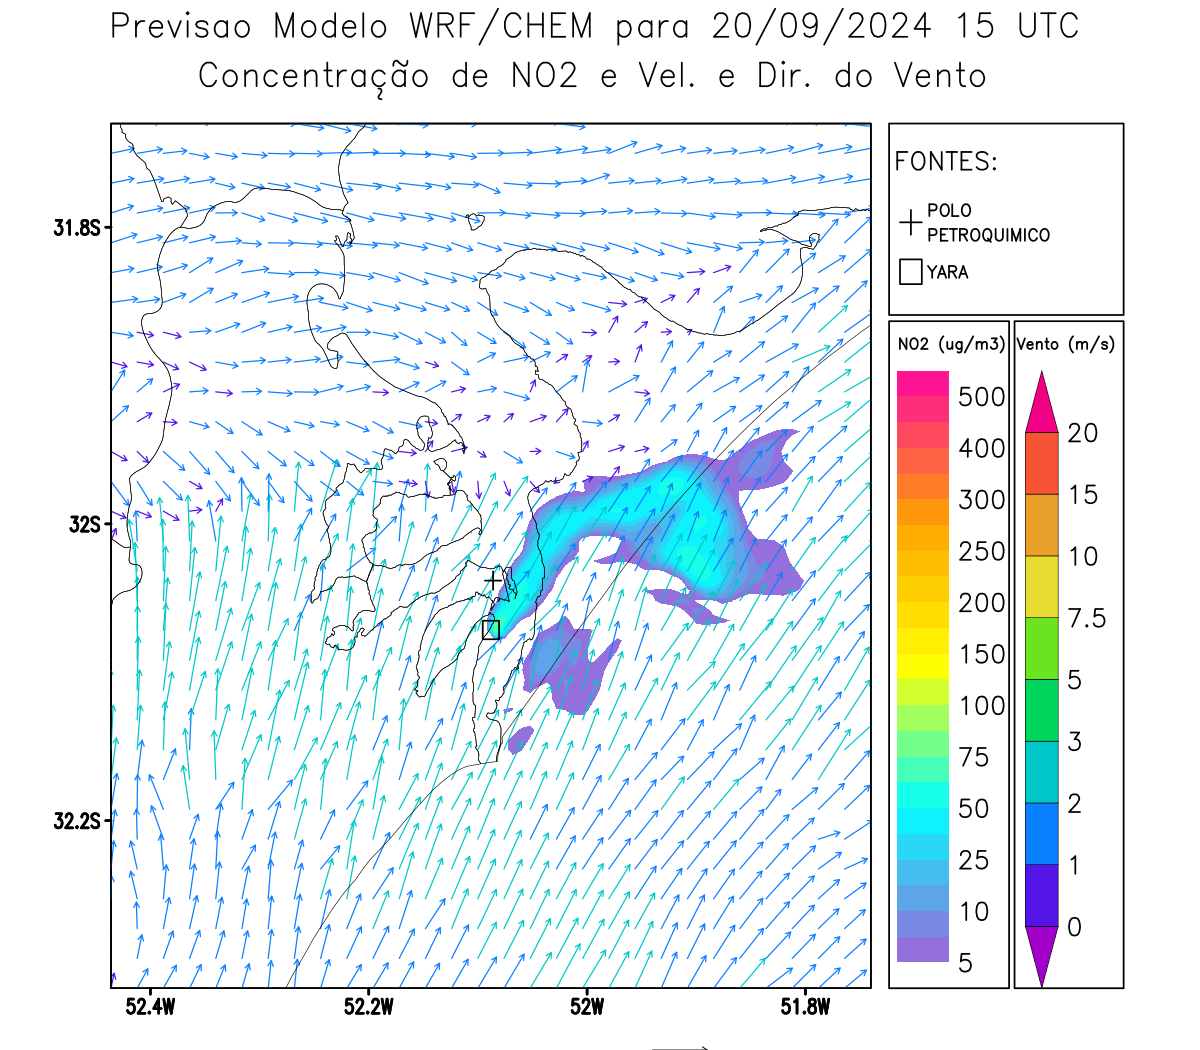 Previsao Modelo WRF/CHEM para 20/09/2024 15 UTC
Concentração de NO2 e Vel. e Dir. do Vento
FONTES:
POLO
PETROQUIMICO
YARA
31.8S
32S
32.2S
52.4W
52.2W
52W
51.8W
NO2 (ug/m3)
500
400
300
250
200
150
100
75
50
25
10
5
Vento (m/s)
20
15
10
7.5
5
3
2
1
0